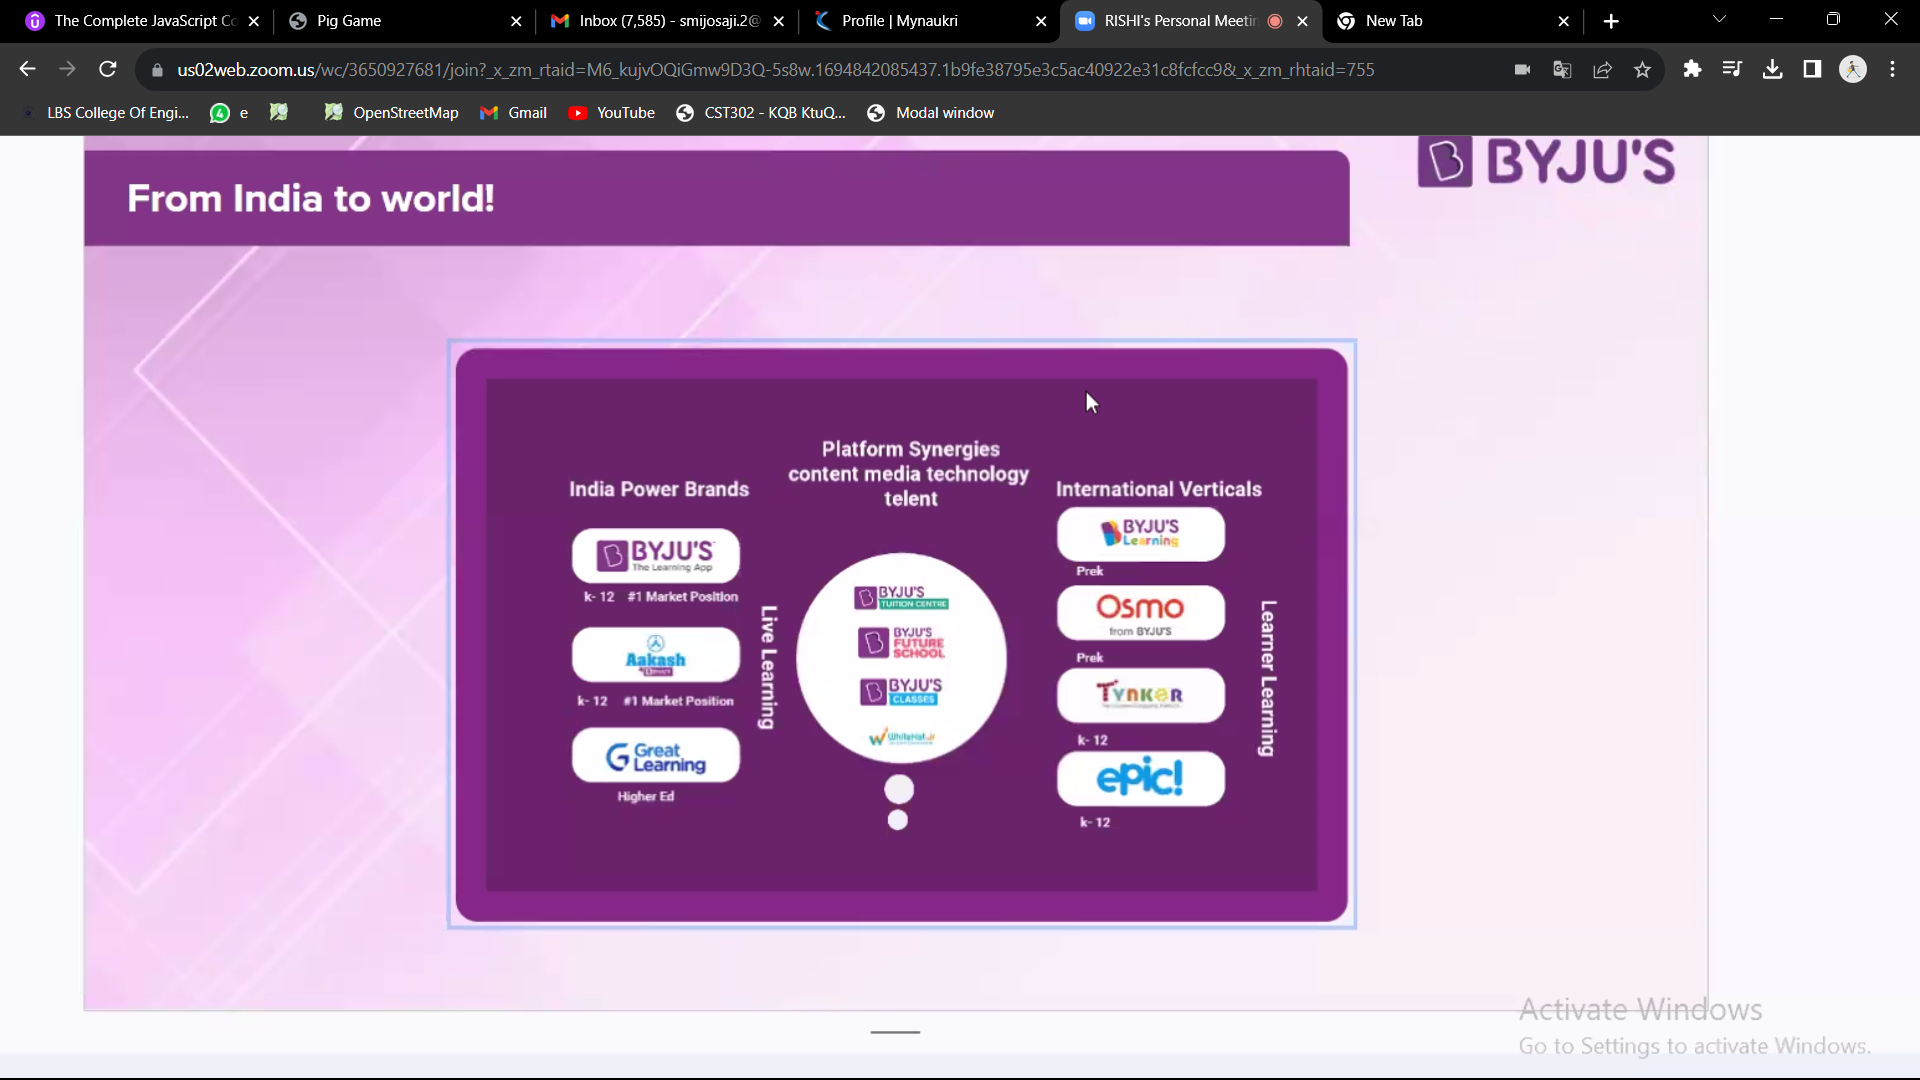 The Complete JavaScript Co
Pig Game
Inbox (7,585) - smijosaji.2@
Profile | Mynaukri
RISHI's Personal Meetin
New Tab
us02web.zoom.us/wc/3650927681/join?_x_zm_rtaid=M6_kujvOQiGmw9D3Q-5s8w.1694842085437.1b9fe38795e3c5ac40922e31c8fcfcc9&_x_zm_rhtaid=755
LBS College Of Engi...
4
e
OpenStreetMap
Gmail
YouTube
CST302 - KQB KtuQ...
Modal window
From India to world!
BYJU'S
Platform Synergies
content media technology
telent
India Power Brands
BYJU'S
The Learning App
k- 12 #1 Market Position
Aakash
k- 12 #1 Market Position
Great
Learning
Higher Ed
Live Learning
BYJU'S
TUITION CENTRE
BYJU'S
FUTURE
SCHOOL
BYJU'S
CLASSES
WhiteHat Jr
International Verticals
BYJU'S
Learning
Prek
Osmo
from BYJU'S
Prek
Tynker
k- 12
epic!
k- 12
Learner Learning
Activate Windows
Go to Settings to activate Windows.